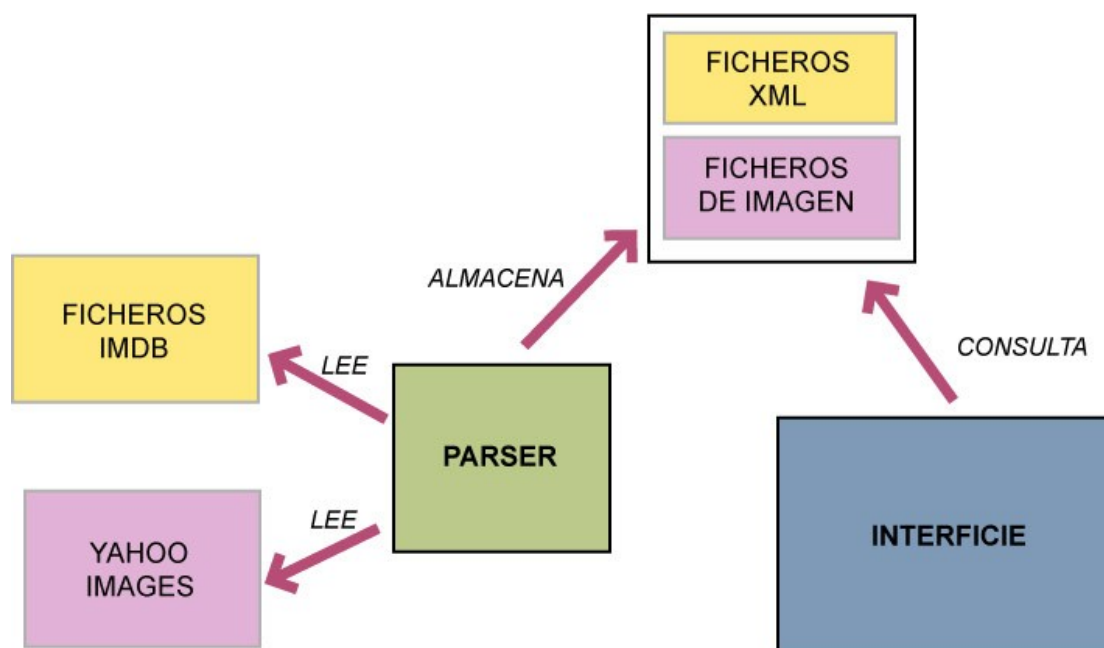 FICHEROS
XML
FICHEROS
DE IMAGEN
ALMACENA
FICHEROS
IMDB
LEE
CONSULTA
PARSER
LEE
YAHOO
IMAGES
INTERFICIE